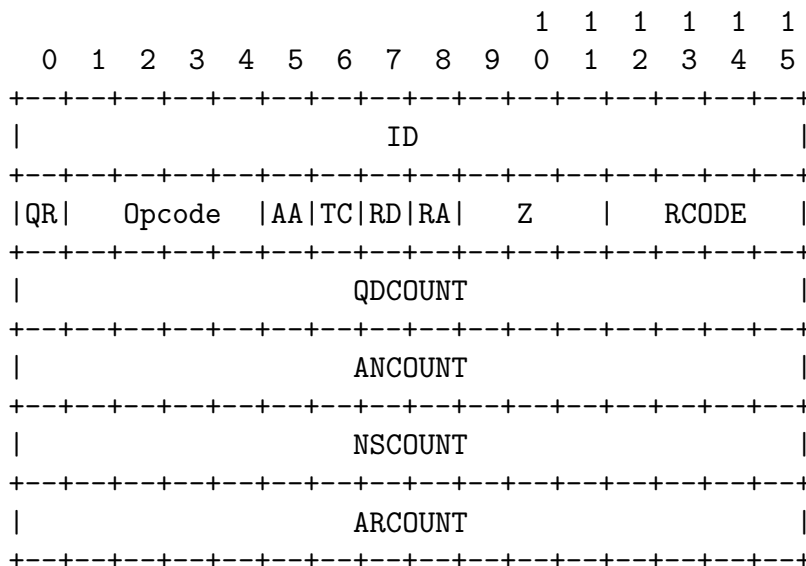 1  1  1  1  1  1
  0  1  2  3  4  5  6  7  8  9  0  1  2  3  4  5
+--+--+--+--+--+--+--+--+--+--+--+--+--+--+--+--+
|                      ID                       |
+--+--+--+--+--+--+--+--+--+--+--+--+--+--+--+--+
|QR|   Opcode  |AA|TC|RD|RA|   Z    |   RCODE   |
+--+--+--+--+--+--+--+--+--+--+--+--+--+--+--+--+
|                    QDCOUNT                    |
+--+--+--+--+--+--+--+--+--+--+--+--+--+--+--+--+
|                    ANCOUNT                    |
+--+--+--+--+--+--+--+--+--+--+--+--+--+--+--+--+
|                    NSCOUNT                    |
+--+--+--+--+--+--+--+--+--+--+--+--+--+--+--+--+
|                    ARCOUNT                    |
+--+--+--+--+--+--+--+--+--+--+--+--+--+--+--+--+